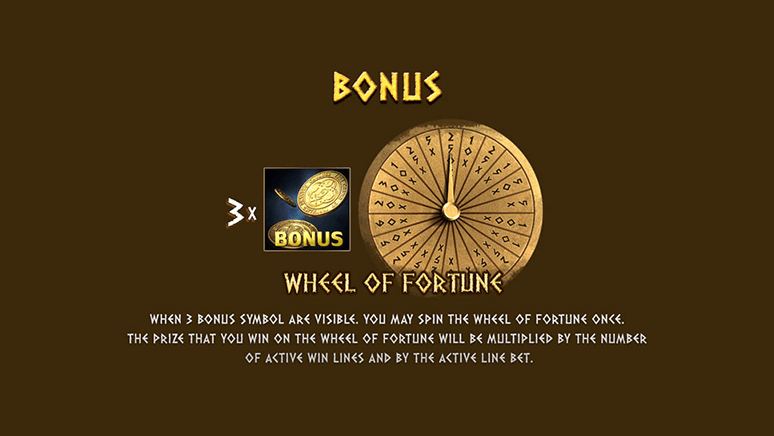 BONUS
3 x
BONUS
WHEEL OF FORTUNE
WHEN 3 BONUS SYMBOL ARE VISIBLE. YOU MAY SPIN THE WHEEL OF FORTUNE ONCE.
THE PRIZE THAT YOU WIN ON THE WHEEL OF FORTUNE WILL BE MULTIPLIED BY THE NUMBER
OF ACTIVE WIN LINES AND BY THE ACTIVE LINE BET.